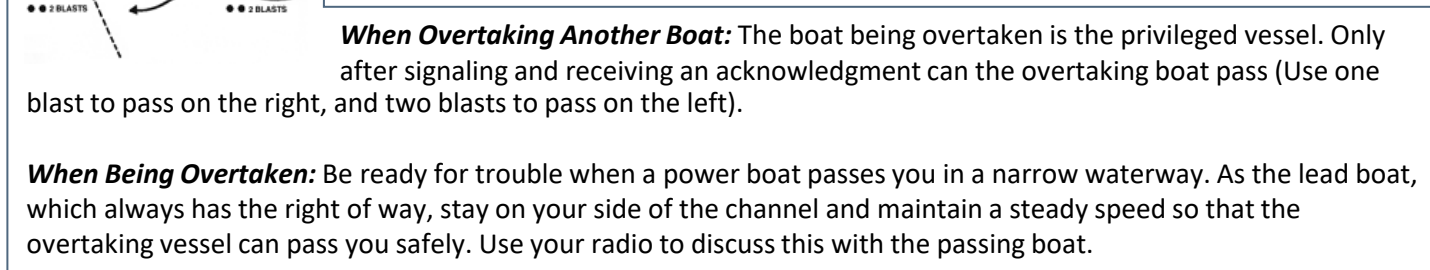 ● ● 2 BLASTS
● ● 2 BLASTS
When Overtaking Another Boat: The boat being overtaken is the privileged vessel. Only
after signaling and receiving an acknowledgment can the overtaking boat pass (Use one
blast to pass on the right, and two blasts to pass on the left).
When Being Overtaken: Be ready for trouble when a power boat passes you in a narrow waterway. As the lead boat,
which always has the right of way, stay on your side of the channel and maintain a steady speed so that the
overtaking vessel can pass you safely. Use your radio to discuss this with the passing boat.